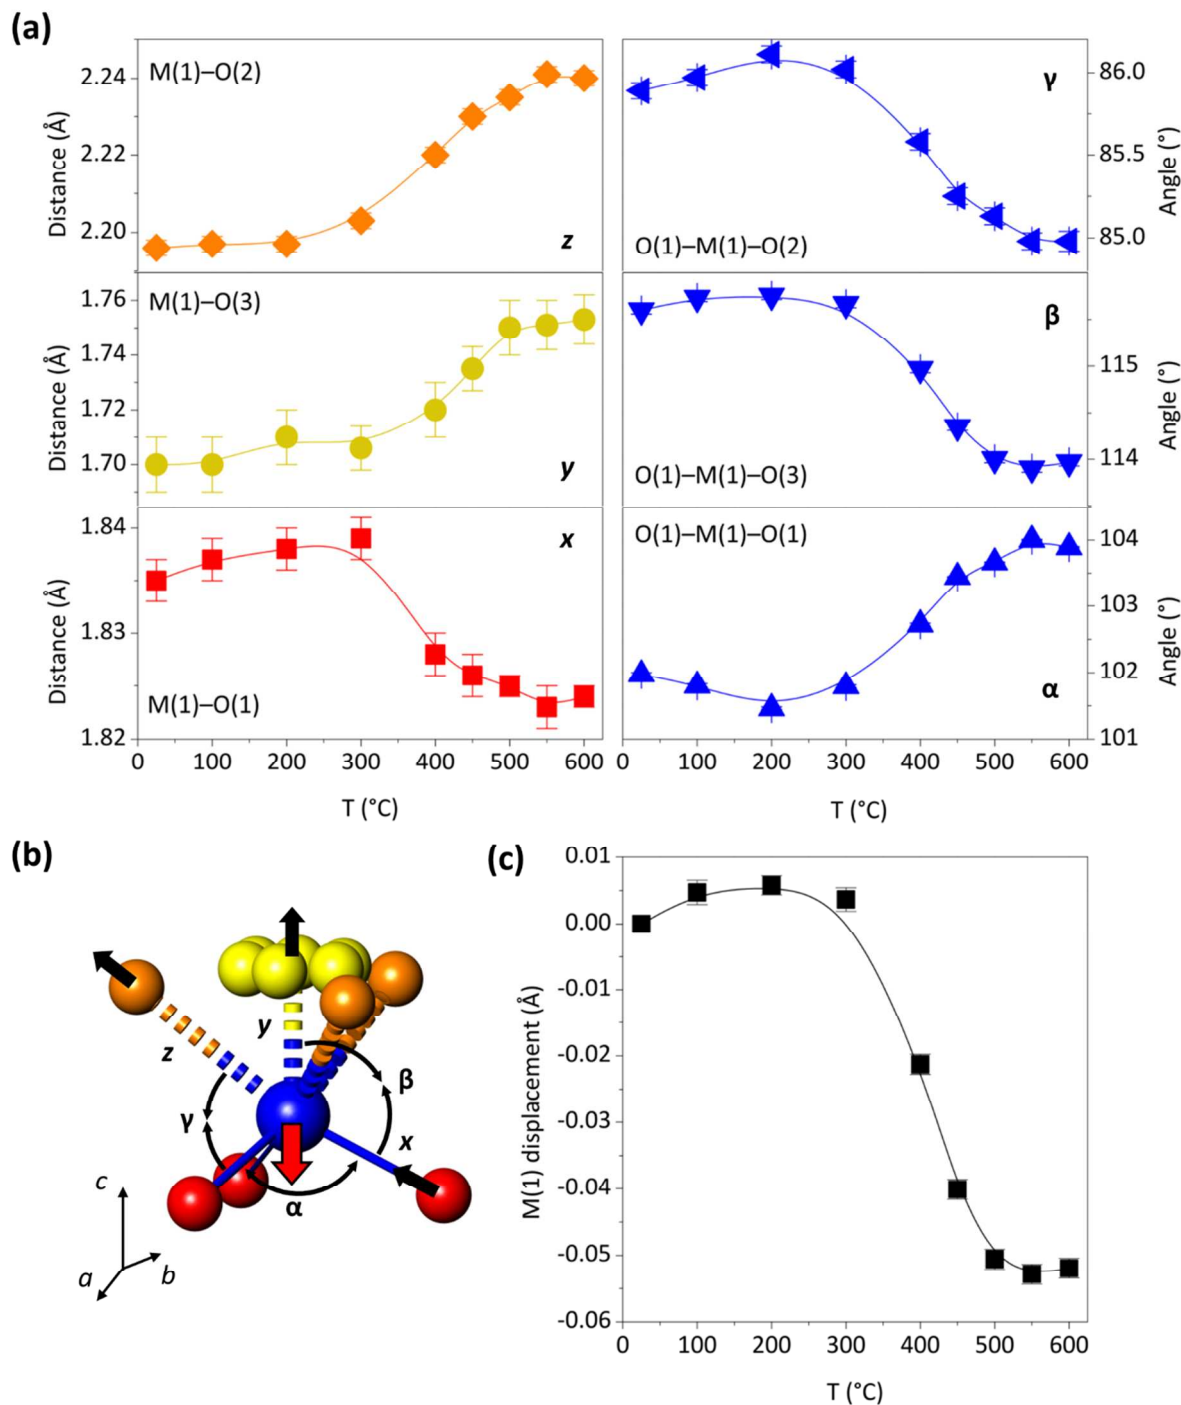 (a)
M(1)–O(2)
2.24
2.22
2.20
Distance (Å)
z
M(1)–O(3)
1.76
1.74
1.72
1.70
Distance (Å)
y
1.84
1.83
1.82
Distance (Å)
x
M(1)–O(1)
0 100 200 300 400 500 600
T (°C)
γ
86.0
85.5
85.0
Angle (°)
O(1)–M(1)–O(2)
β
115
114
Angle (°)
O(1)–M(1)–O(3)
O(1)–M(1)–O(1)
104
103
102
101
Angle (°)
α
0 100 200 300 400 500 600
T (°C)
(b)
y
z
β
γ
x
α
c
a
b
(c)
0.01
0.00
-0.01
-0.02
-0.03
-0.04
-0.05
-0.06
M(1) displacement (Å)
0 100 200 300 400 500 600
T (°C)